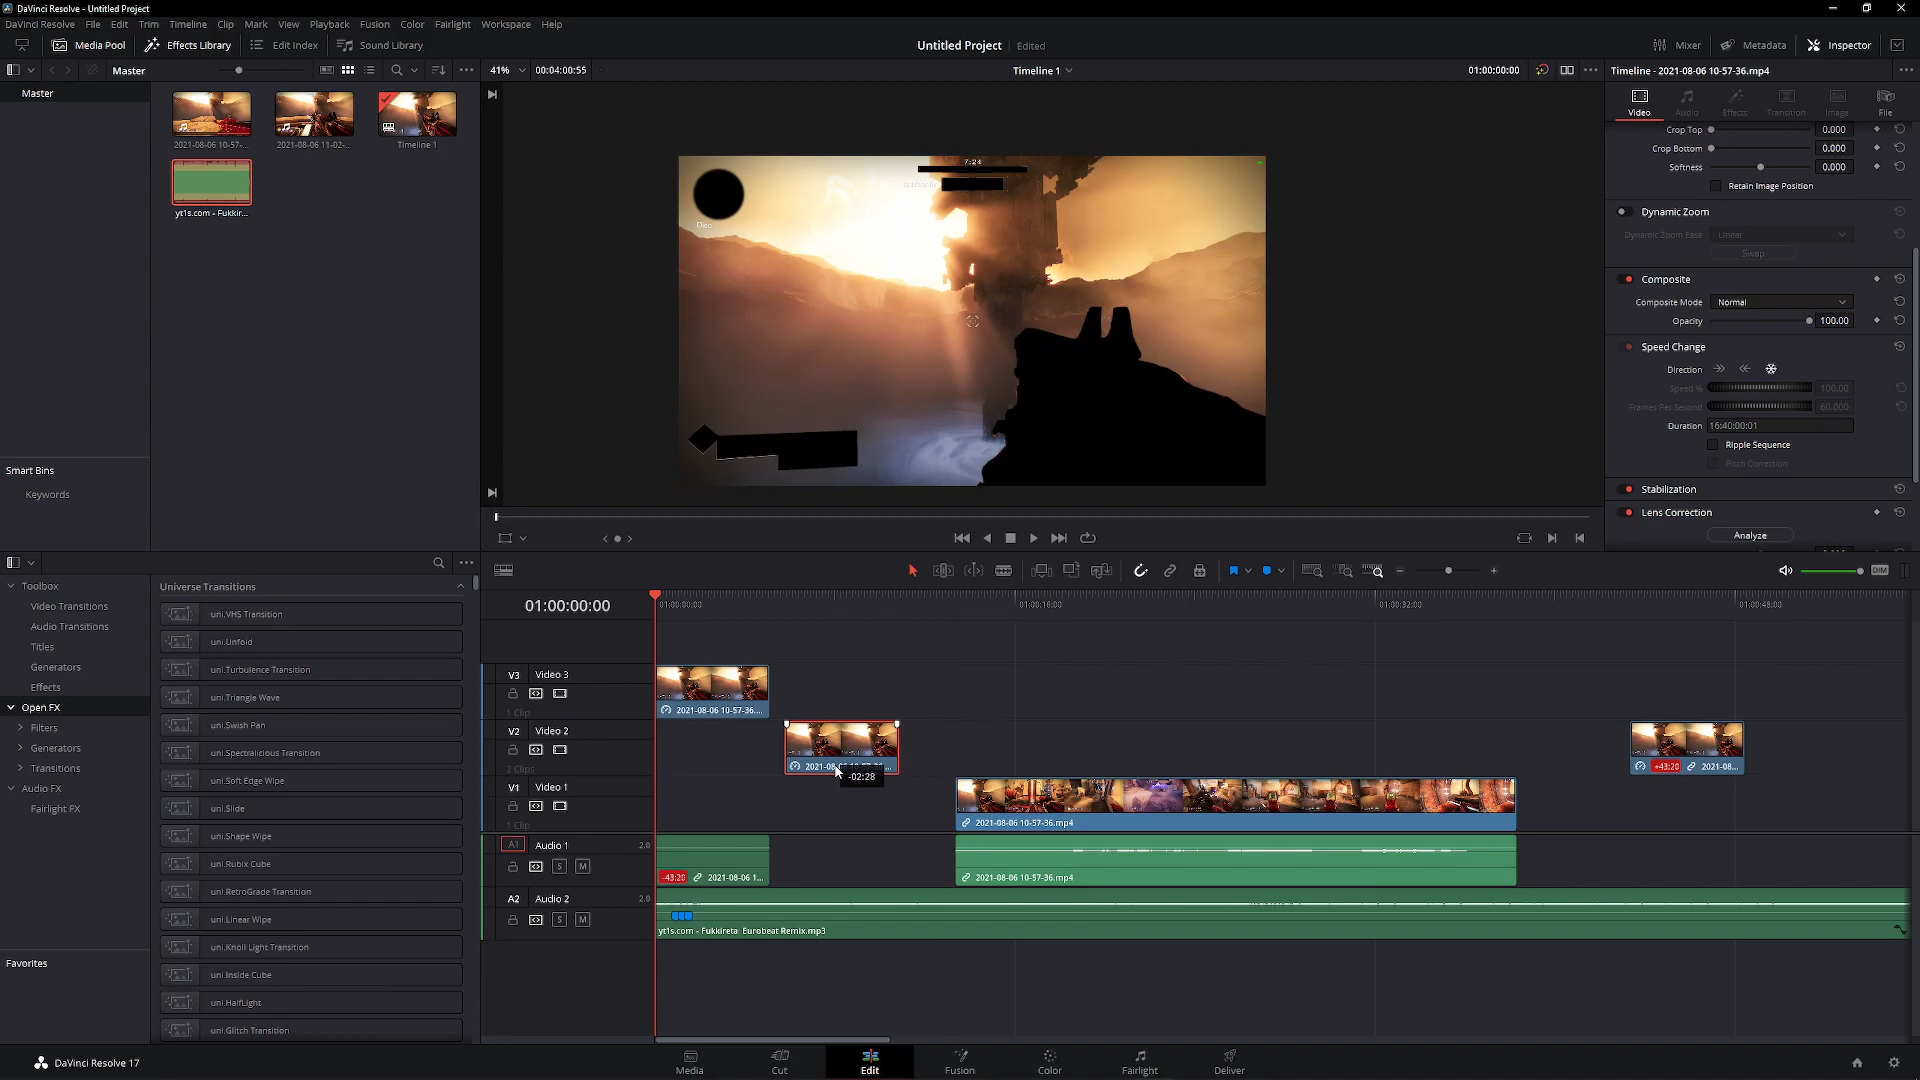 DaVinci Resolve - Untitled Project
DaVinci Resolve File Edit Trim Timeline Clip Mark View Playback Fusion Color Fairlight Workspace Help
Media Pool Effects Library Edit Index Sound Library
Untitled Project Edited
Mixer Metadata Inspector
Master
41% 00:04:00:55
Timeline 1
01:00:00:00
Timeline - 2021-08-06 10-57-36.mp4
Master
2021-08-06 10-57-...
2021-08-06 11-02-...
Timeline 1
yt1s.com - Fukkir...
Smart Bins
Keywords
7:24
Disc
Video Audio Effects Transition Image File
Crop Top 0.000
Crop Bottom 0.000
Softness 0.000
Retain Image Position
Dynamic Zoom
Dynamic Zoom Ease Linear
Swap
Composite
Composite Mode Normal
Opacity 100.00
Speed Change
Direction
Speed % 100.00
Frames Per Second 60.000
Duration 16:40:00:01
Ripple Sequence
Pitch Correction
Stabilization
Lens Correction
Analyze
Toolbox
Video Transitions
Audio Transitions
Titles
Generators
Effects
Open FX
Filters
Generators
Transitions
Audio FX
Fairlight FX
Favorites
Universe Transitions
uni.VHS Transition
uni.Unfold
uni.Turbulence Transition
uni.Triangle Wave
uni.Swish Pan
uni.Spectralicious Transition
uni.Soft Edge Wipe
uni.Slide
uni.Shape Wipe
uni.Rubix Cube
uni.RetroGrade Transition
uni.Linear Wipe
uni.Knoll Light Transition
uni.Inside Cube
uni.HalfLight
uni.Glitch Transition
DIM
01:00:00:00
01:00:00:00 01:00:16:00 01:00:32:00 01:00:48:00
V3 Video 3
1 Clip
2021-08-06 10-57-36....
V2 Video 2
2 Clips
-02:28
+43:20 2021-08...
V1 Video 1
1 Clip
2021-08-06 10-57-36.mp4
A1 Audio 1 2.0
S M
-43:20 2021-08-06 1...
2021-08-06 10-57-36.mp4
A2 Audio 2 2.0
S M
yt1s.com - Fukkireta Eurobeat Remix.mp3
DaVinci Resolve 17
Media Cut Edit Fusion Color Fairlight Deliver